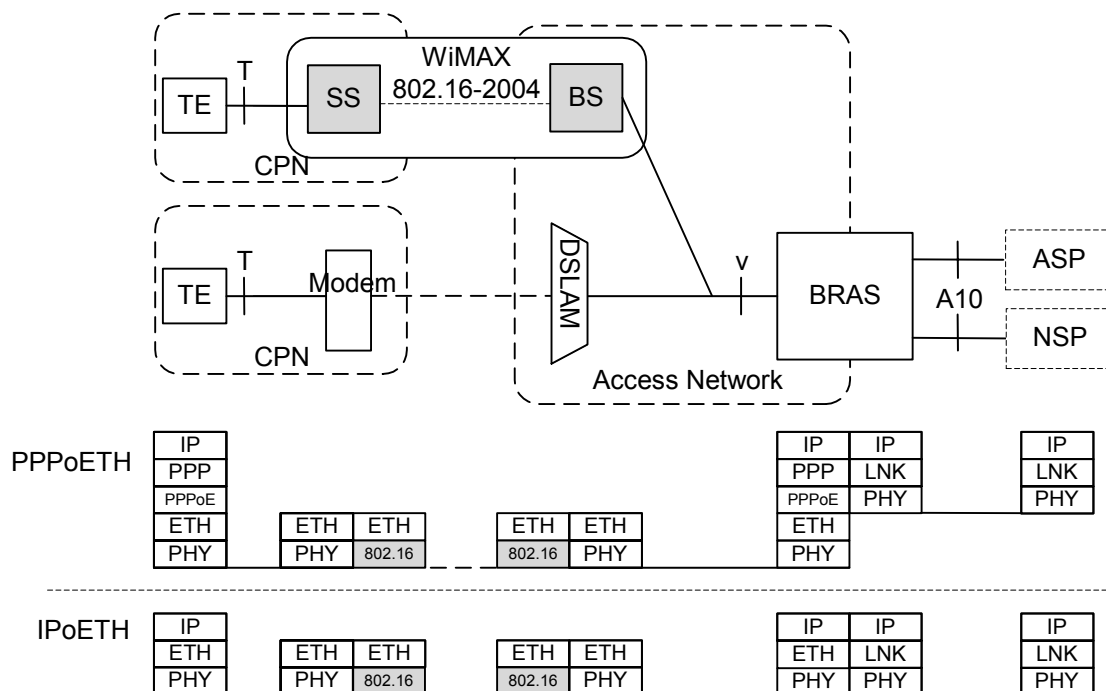 WiMAX
802.16-2004
TE
T
SS
BS
CPN
TE
T
Modem
CPN
DSLAM
v
BRAS
A10
ASP
NSP
Access Network
PPPoETH
IP IP IP IP
PPP PPP LNK LNK
PPPoE PPPoE PHY PHY
ETH ETH ETH ETH ETH ETH
PHY PHY 802.16 802.16 PHY PHY
IPoETH
IP IP IP IP
ETH ETH ETH ETH ETH ETH LNK LNK
PHY PHY 802.16 802.16 PHY PHY PHY PHY